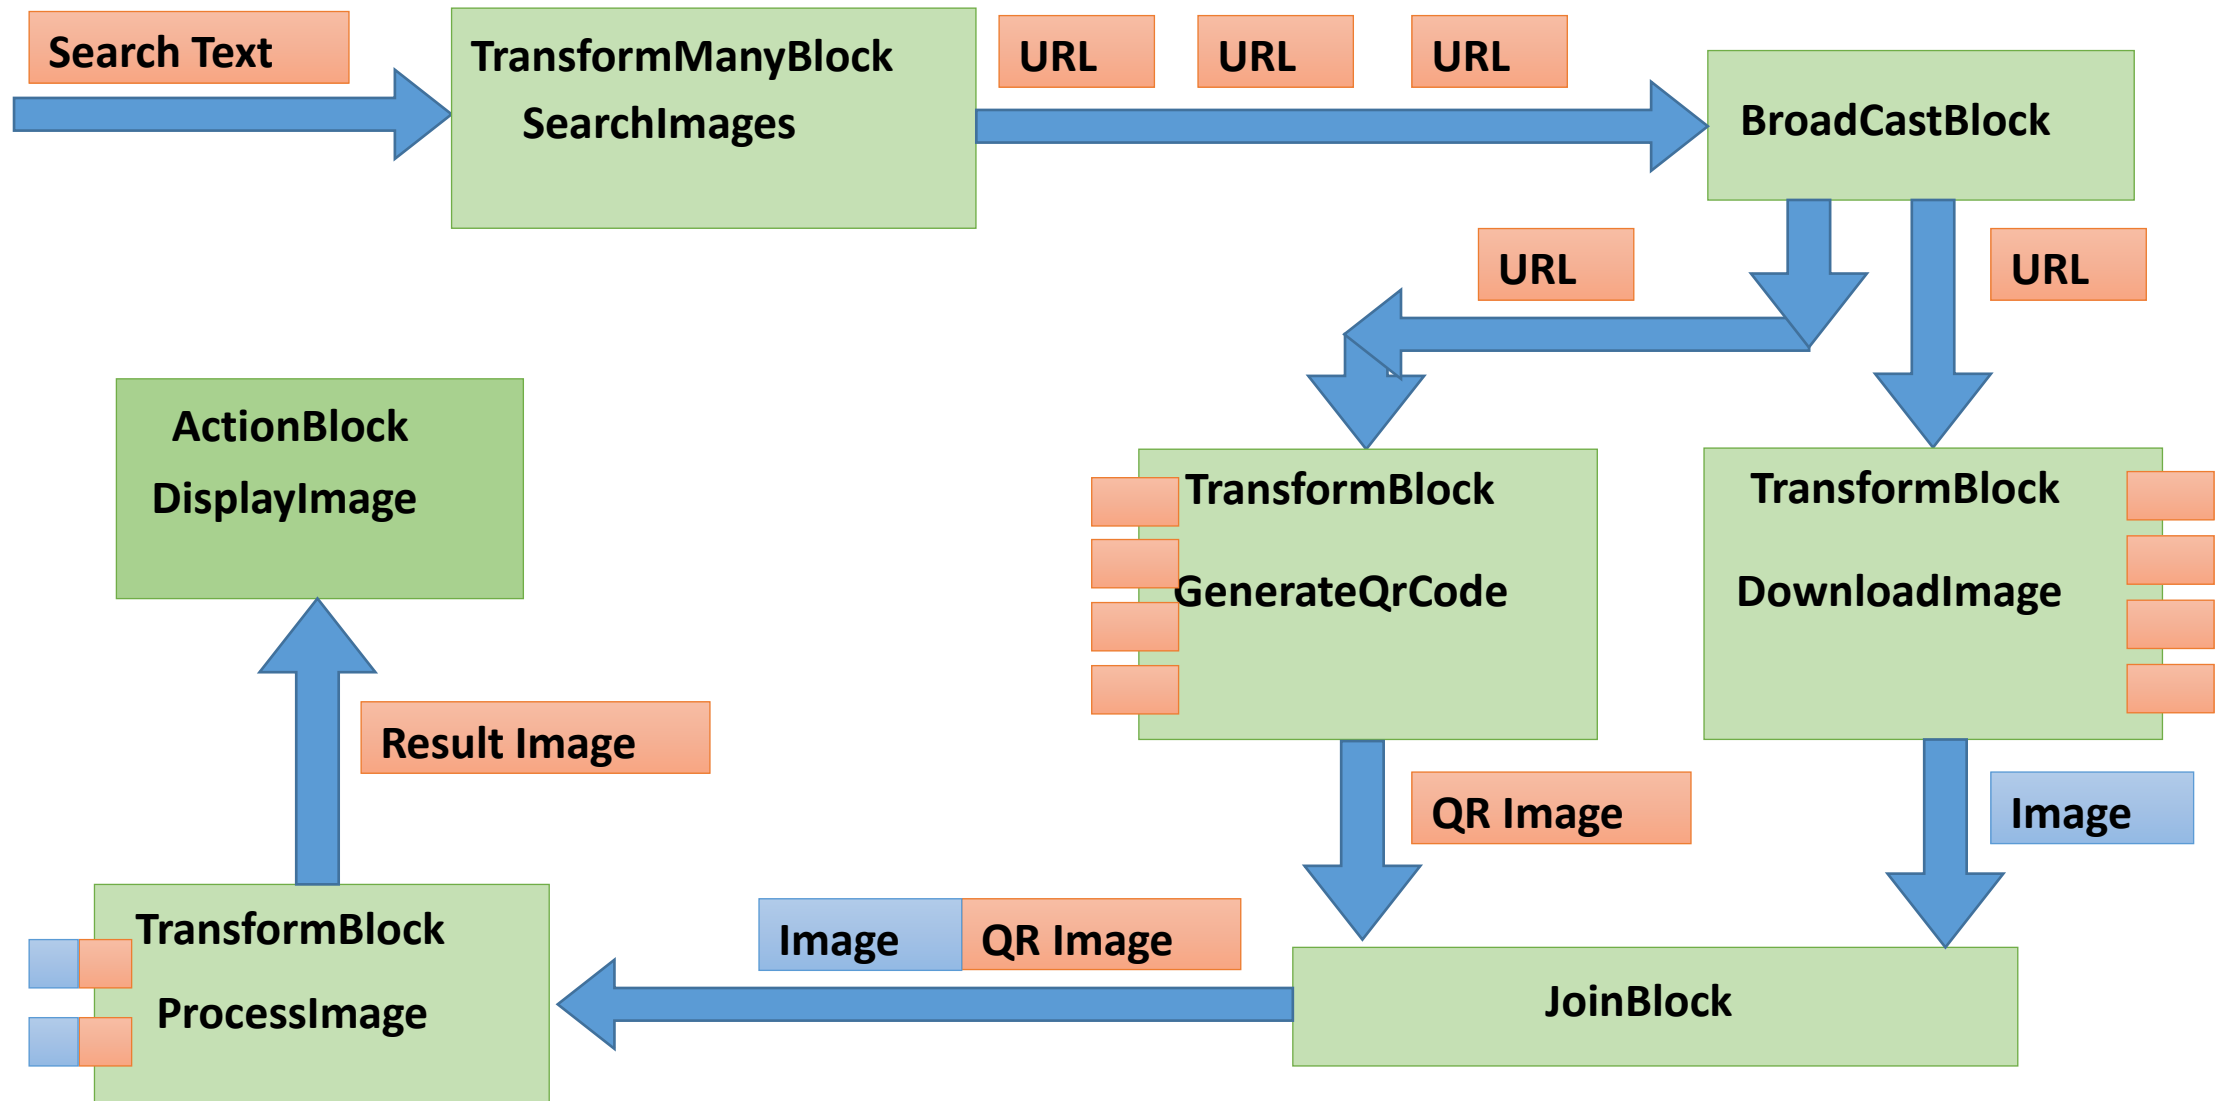 Search Text
TransformManyBlock
SearchImages
URL
URL
URL
BroadCastBlock
URL
URL
ActionBlock
DisplayImage
TransformBlock
GenerateQrCode
TransformBlock
DownloadImage
Result Image
QR Image
Image
TransformBlock
ProcessImage
Image
QR Image
JoinBlock